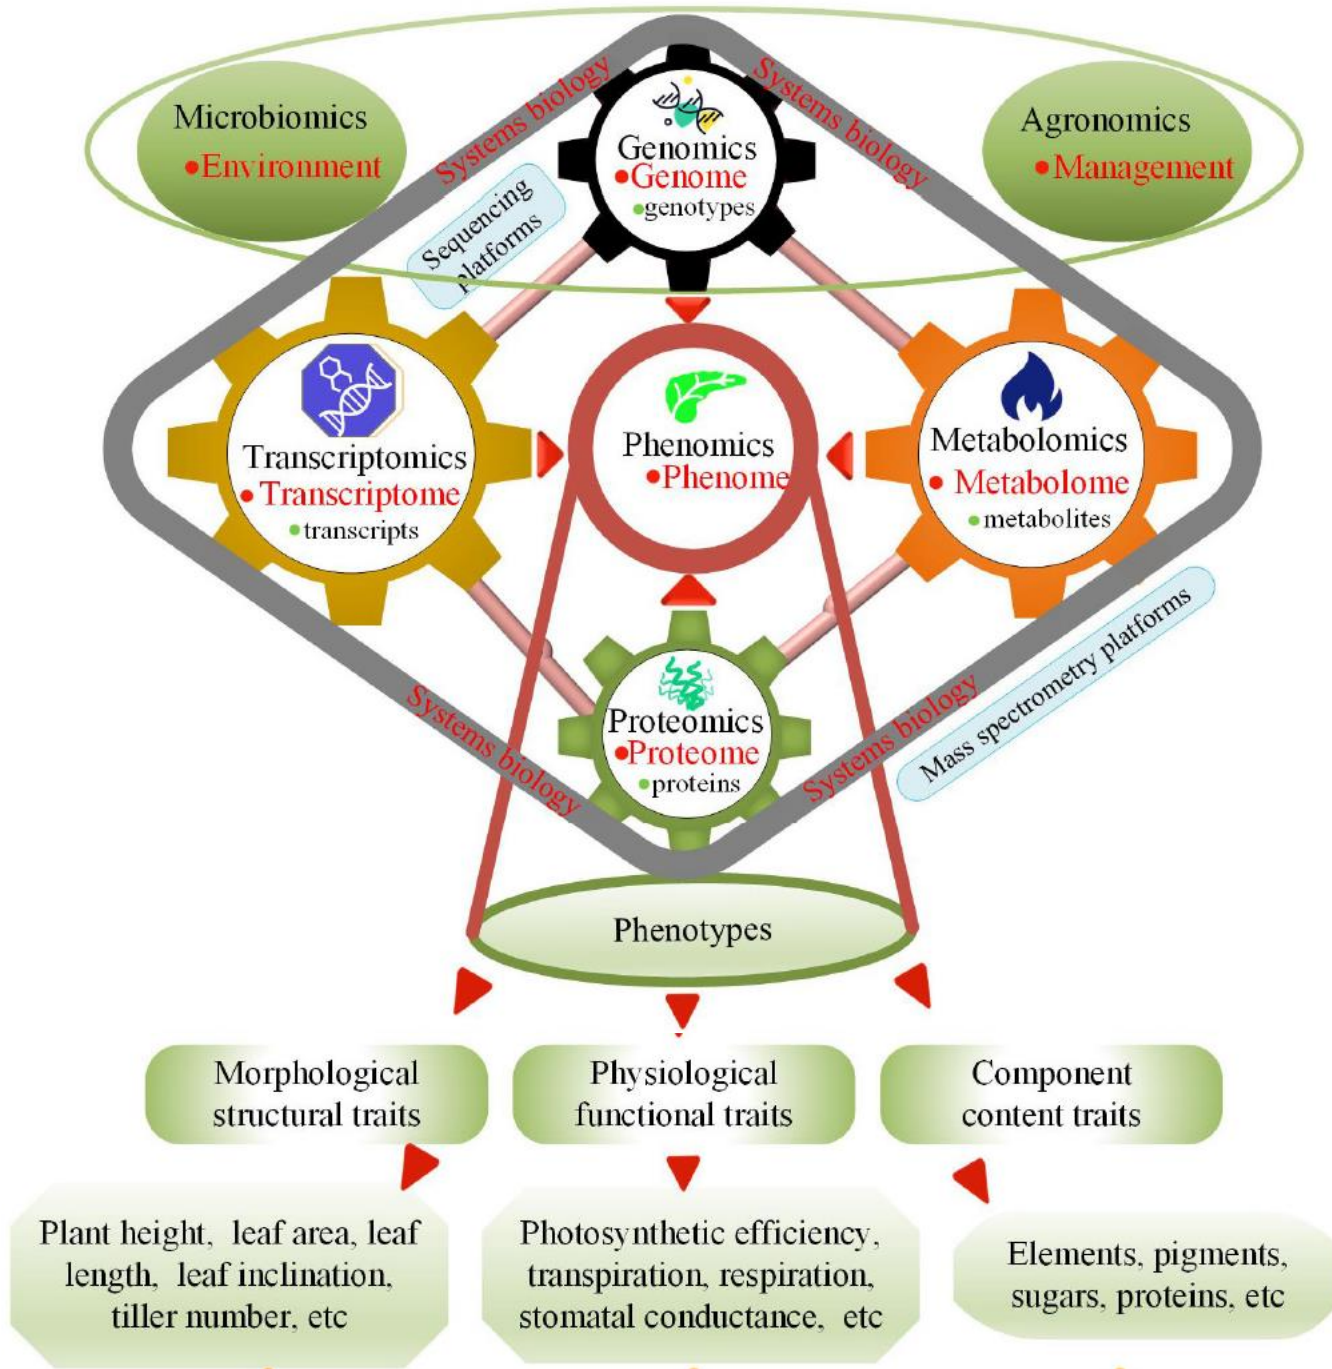 Systems biology
Systems biology
Microbiomics
•Environment
Genomics
•Genome
•genotypes
Agronomics
•Management
Sequencing
platforms
Transcriptomics
• Transcriptome
• transcripts
Phenomics
•Phenome
Metabolomics
• Metabolome
• metabolites
Proteomics
•Proteome
• proteins
Systems biology
Systems biology
Mass spectrometry platforms
Phenotypes
Morphological
structural traits
Physiological
functional traits
Component
content traits
Plant height, leaf area, leaf
length, leaf inclination,
tiller number, etc
Photosynthetic efficiency,
transpiration, respiration,
stomatal conductance, etc
Elements, pigments,
sugars, proteins, etc